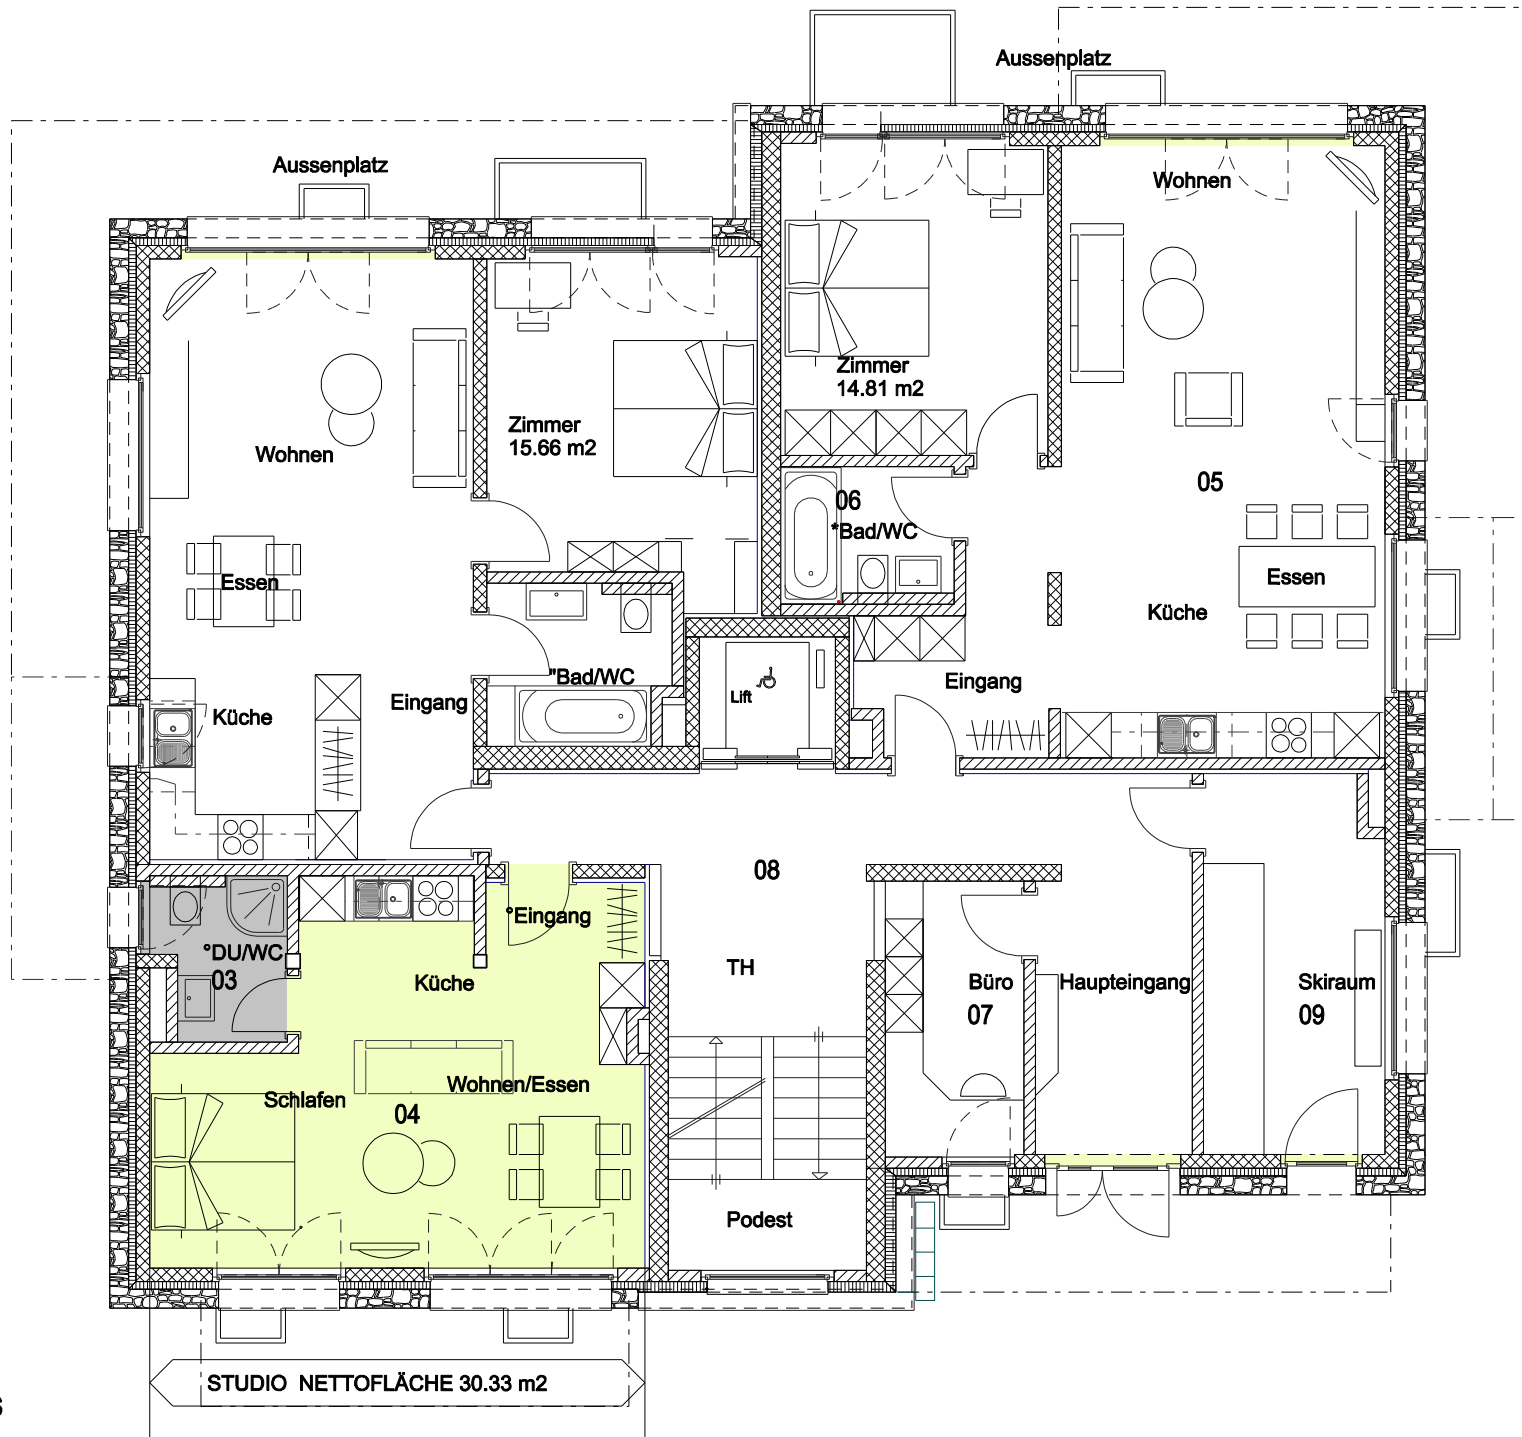 Aussenplatz
Aussenplatz
Wohnen
Zimmer
14.81 m2
Zimmer
15.66 m2
Wohnen
05
06
*Bad/WC
Essen
Essen
Küche
"Bad/WC
Eingang
Eingang
Lift
Küche
08
°Eingang
°DU/WC
03
Küche
TH
Büro
07
Haupteingang
Skiraum
09
Schlafen
Wohnen/Essen
04
Podest
STUDIO NETTOFLÄCHE 30.33 m2